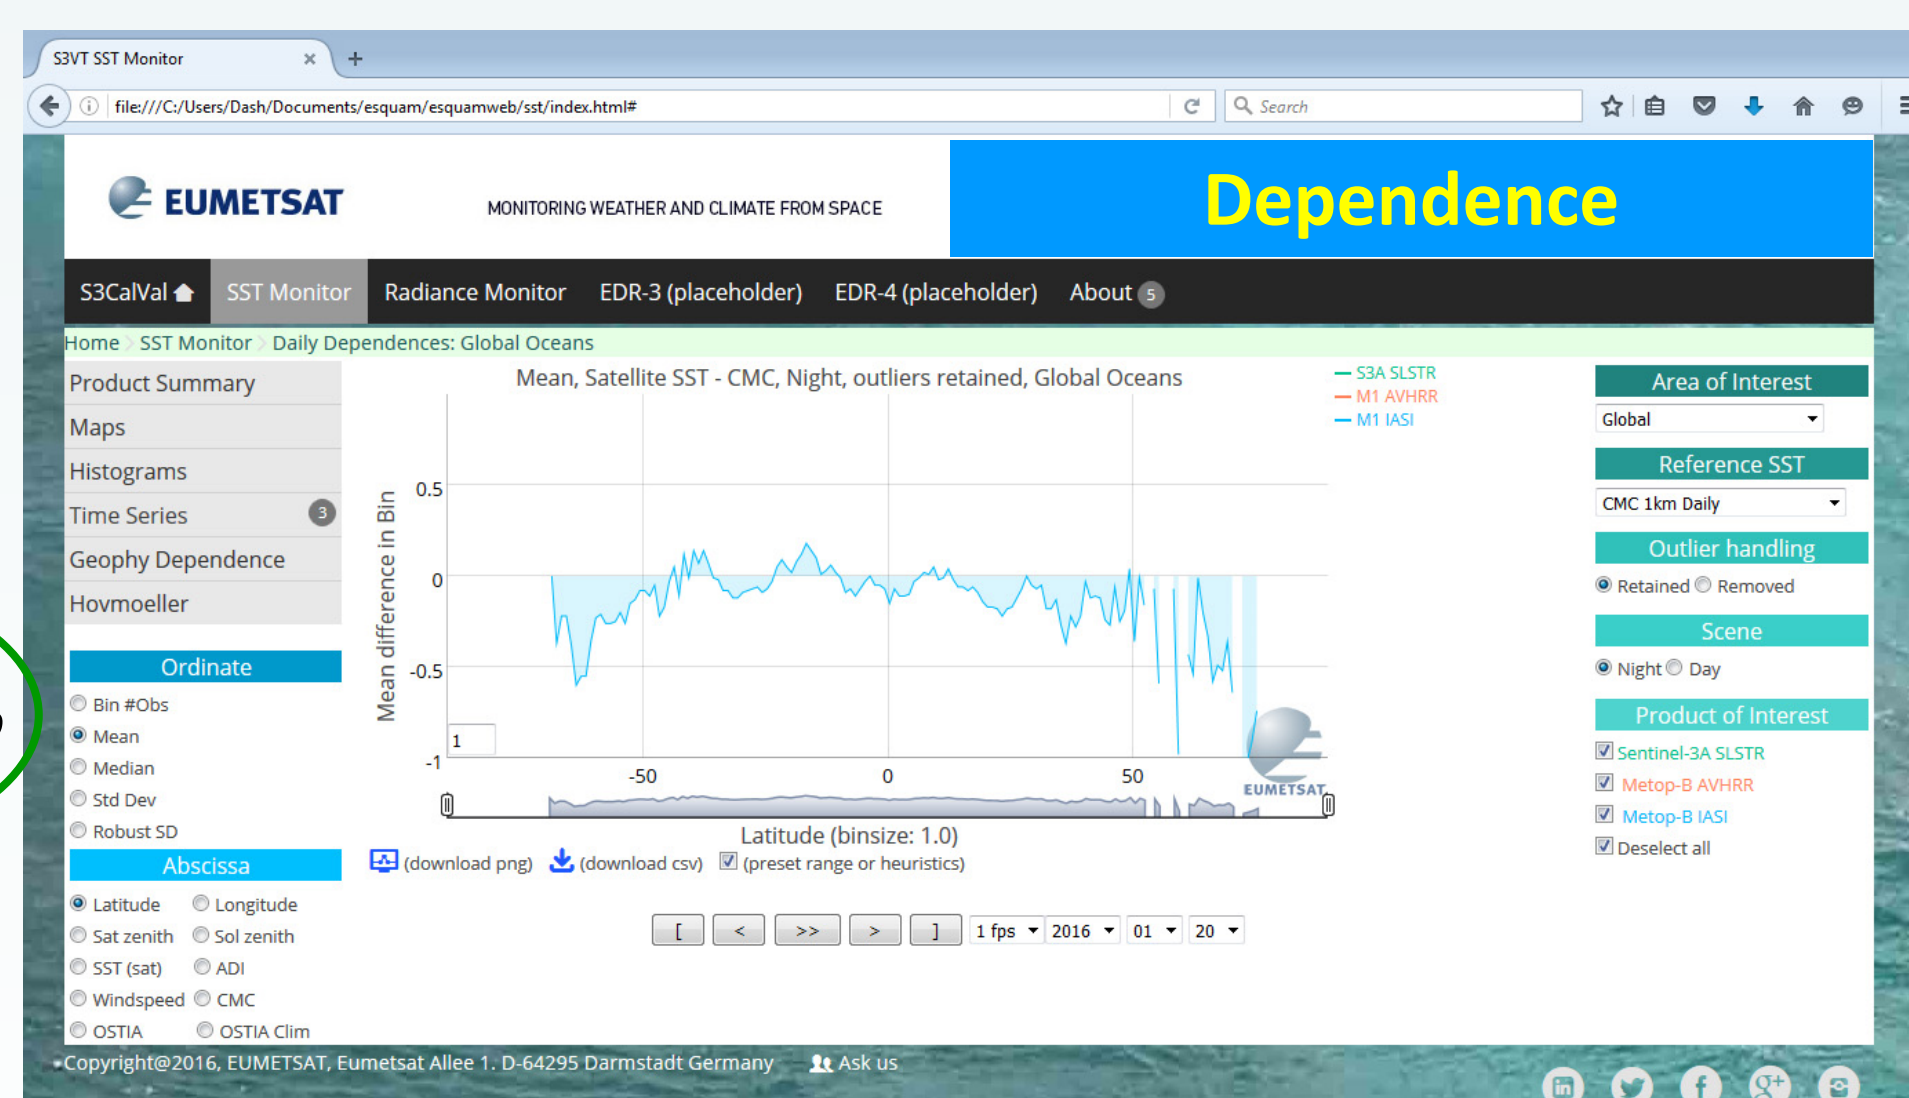 S3VT SST Monitor × +
file:///C:/Users/Dash/Documents/esquam/esquamweb/sst/index.html#
Search
EUMETSAT
MONITORING WEATHER AND CLIMATE FROM SPACE
Dependence
S3CalVal SST Monitor Radiance Monitor EDR-3 (placeholder) EDR-4 (placeholder) About 5
Home > SST Monitor > Daily Dependences: Global Oceans
Product Summary
Maps
Histograms
Time Series 3
Geophy Dependence
Hovmoeller
Ordinate
Bin #Obs
Mean
Median
Std Dev
Robust SD
Abscissa
Latitude Longitude
Sat zenith Sol zenith
SST (sat) ADI
Windspeed CMC
OSTIA OSTIA Clim
Mean, Satellite SST - CMC, Night, outliers retained, Global Oceans
S3A SLSTR
M1 AVHRR
M1 IASI
Mean difference in Bin
0.5
0
-0.5
-1
1
-50 0 50
EUMETSAT
Latitude (binsize: 1.0)
(download png) (download csv) (preset range or heuristics)
[ < >> > ] 1 fps 2016 01 20
Area of Interest
Global
Reference SST
CMC 1km Daily
Outlier handling
Retained Removed
Scene
Night Day
Product of Interest
Sentinel-3A SLSTR
Metop-B AVHRR
Metop-B IASI
Deselect all
Copyright@2016, EUMETSAT, Eumetsat Allee 1. D-64295 Darmstadt Germany Ask us
in f g+